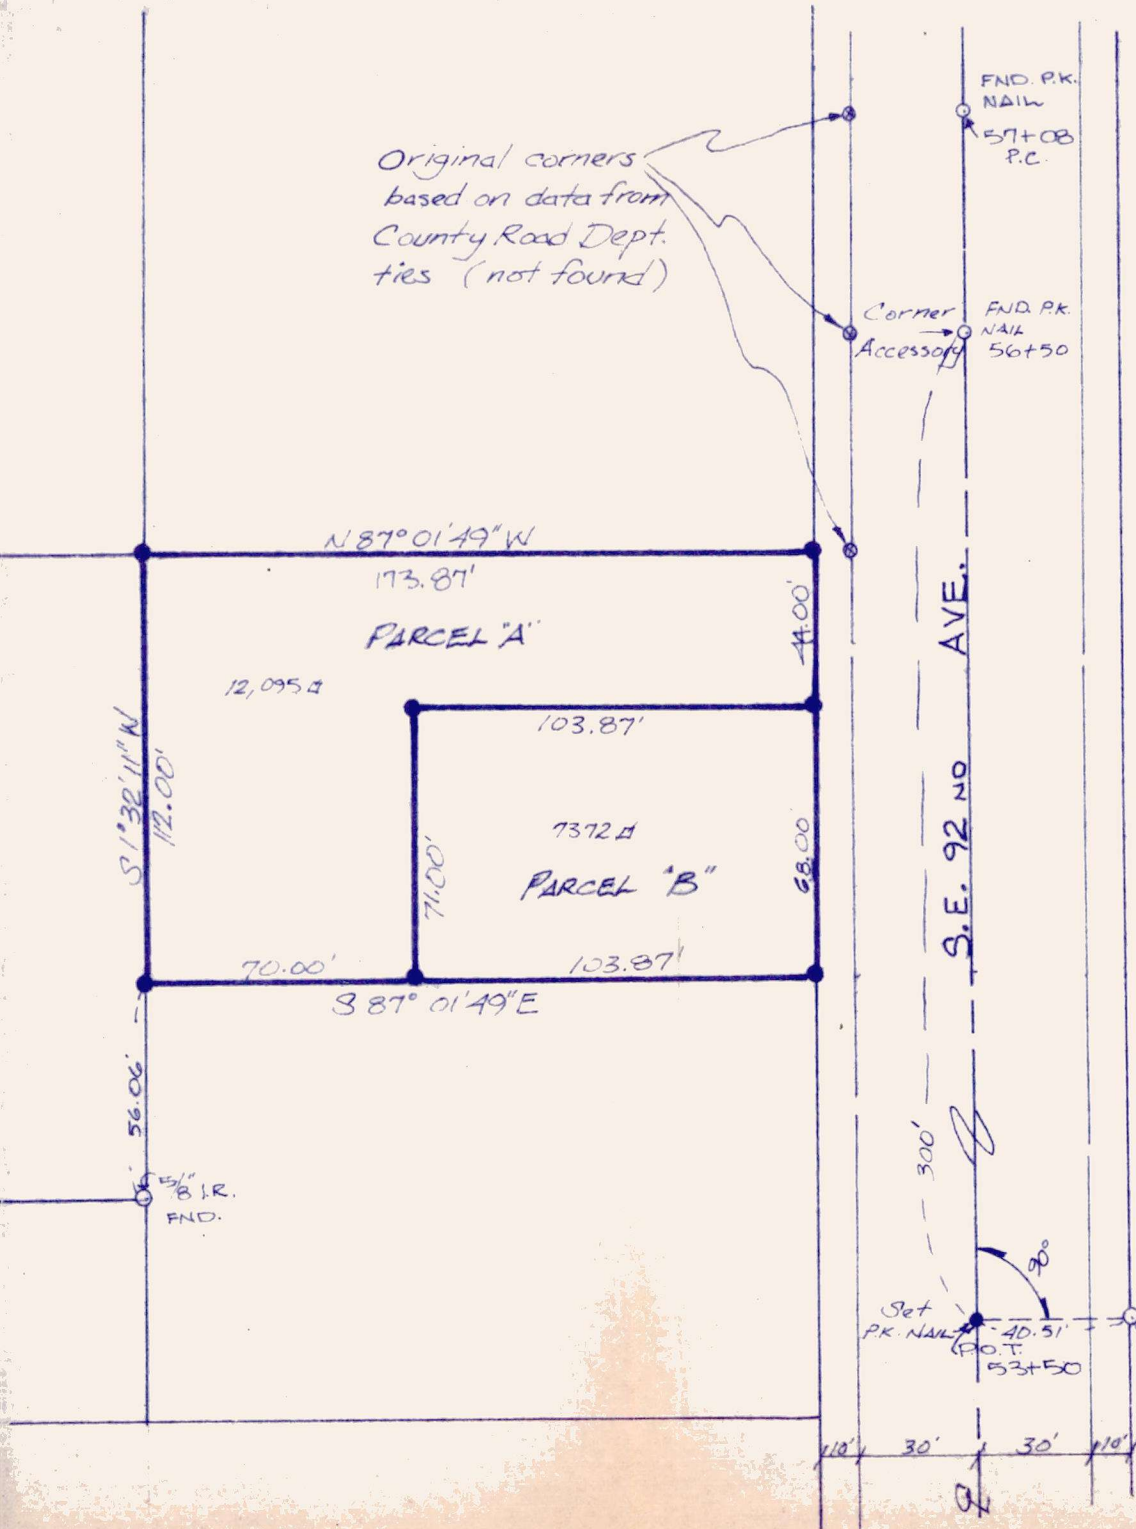 FND. P.K.
NAIL
57+08
P.C.
Original corners
based on data from
County Road Dept.
ties (not found)
Corner
Accessory
FND. P.K.
NAIL
56+50
N 87° 01' 49" W
173.87'
44.00'
PARCEL "A"
12,095
103.87'
S 1° 32' 11" W
112.00'
71.00'
7372
PARCEL "B"
68.00
S.E. 92 ND AVE.
70.00'
103.87'
S 87° 01' 49" E
56.06'
5/8" I.R.
FND.
300'
90°
Set
P.K. NAIL
40.51'
P.O.T.
53+50
10' 30' 30' 10'